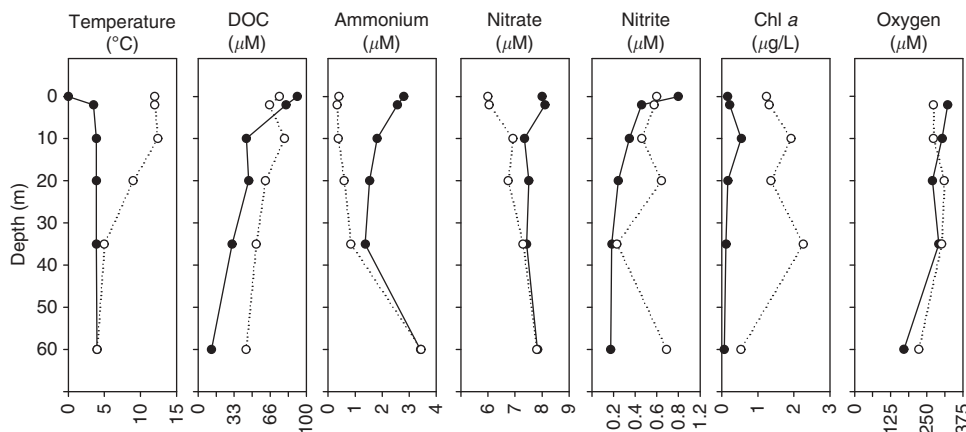 Temperature
(°C)
DOC
(µM)
Ammonium
(µM)
Nitrate
(µM)
Nitrite
(µM)
Chl a
(µg/L)
Oxygen
(µM)
Depth (m)
0
10
20
30
40
50
60
0 5 10 15
33 66 100
0 1 2 3 4
6 7 8 9
0.2 0.4 0.6 0.8 1 1.2
0 1 2 3
0 125 250 375